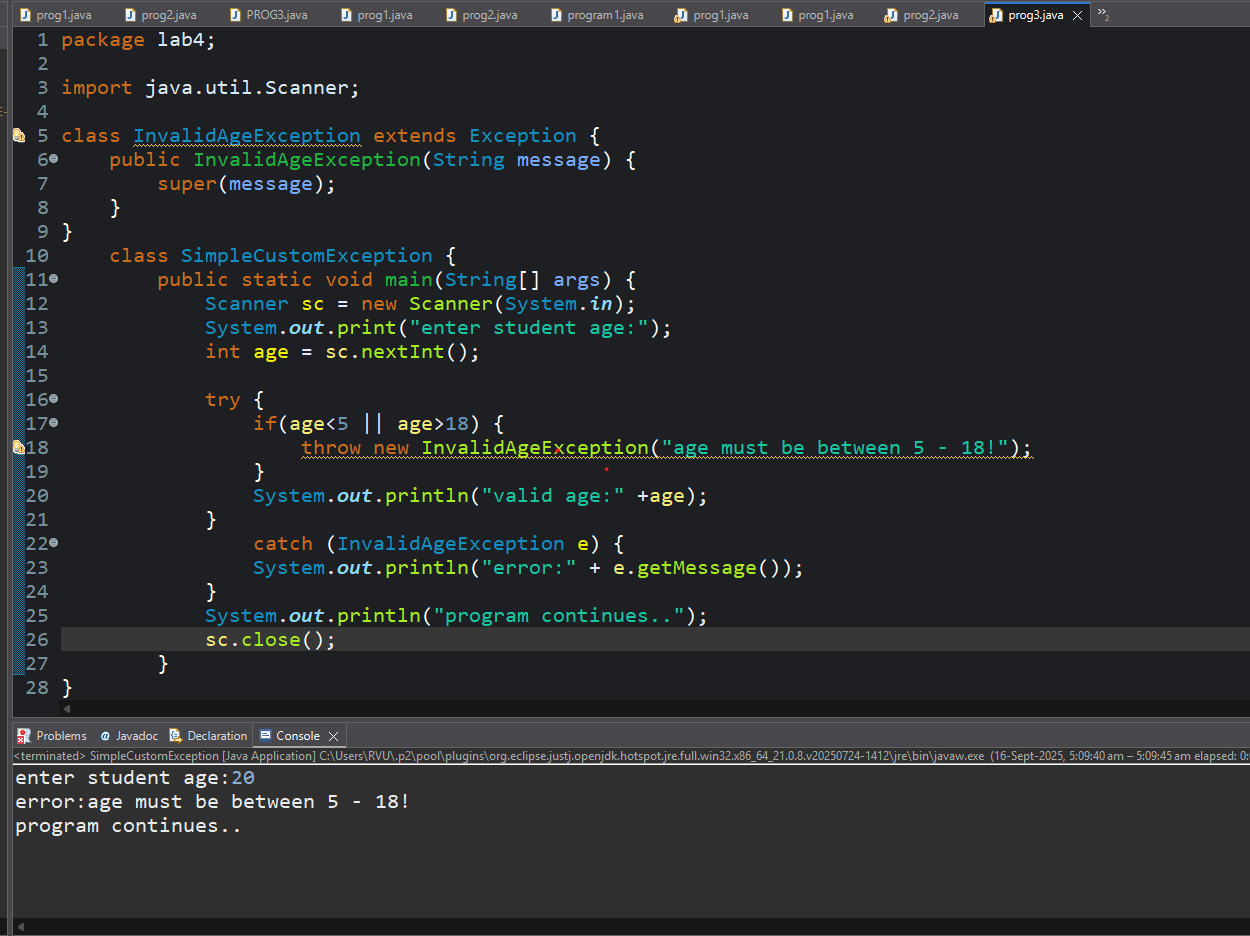 prog1.java prog2.java PROG3.java prog1.java prog2.java program1.java prog1.java prog1.java prog2.java prog3.java »2
1 package lab4;
2
3 import java.util.Scanner;
4
5 class InvalidAgeException extends Exception {
6 public InvalidAgeException(String message) {
7 super(message);
8 }
9 }
10 class SimpleCustomException {
11 public static void main(String[] args) {
12 Scanner sc = new Scanner(System.in);
13 System.out.print("enter student age:");
14 int age = sc.nextInt();
15
16 try {
17 if(age<5 || age>18) {
18 throw new InvalidAgeException("age must be between 5 - 18!");
19 }
20 System.out.println("valid age:" +age);
21 }
22 catch (InvalidAgeException e) {
23 System.out.println("error:" + e.getMessage());
24 }
25 System.out.println("program continues..");
26 sc.close();
27 }
28 }
Problems Javadoc Declaration Console
<terminated> SimpleCustomException [Java Application] C:\Users\RVU\.p2\pool\plugins\org.eclipse.justj.openjdk.hotspot.jre.full.win32.x86_64_21.0.8.v20250724-1412\jre\bin\javaw.exe (16-Sept-2025, 5:09:40 am – 5:09:45 am elapsed: 0:
enter student age:20
error:age must be between 5 - 18!
program continues..